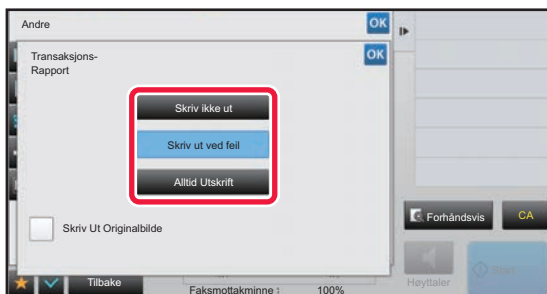 Andre
OK
Transaksjons-
Rapport
OK
Skriv ikke ut
Skriv ut ved feil
Alltid Utskrift
Skriv Ut Originalbilde
Forhåndsvis
CA
Tilbake
Faksmottakminne :
100%
Høyttaler
Start